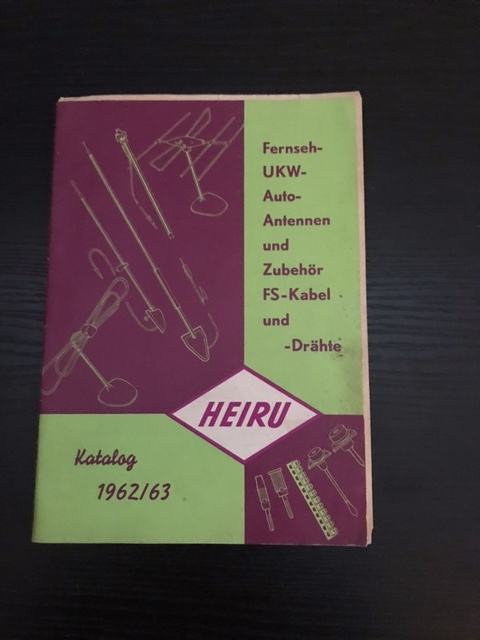 Fernseh-
UKW-
Auto-
Antennen
und
Zubehör
FS-Kabel
und
-Drähte
HEIRU
Katalog
1962/63